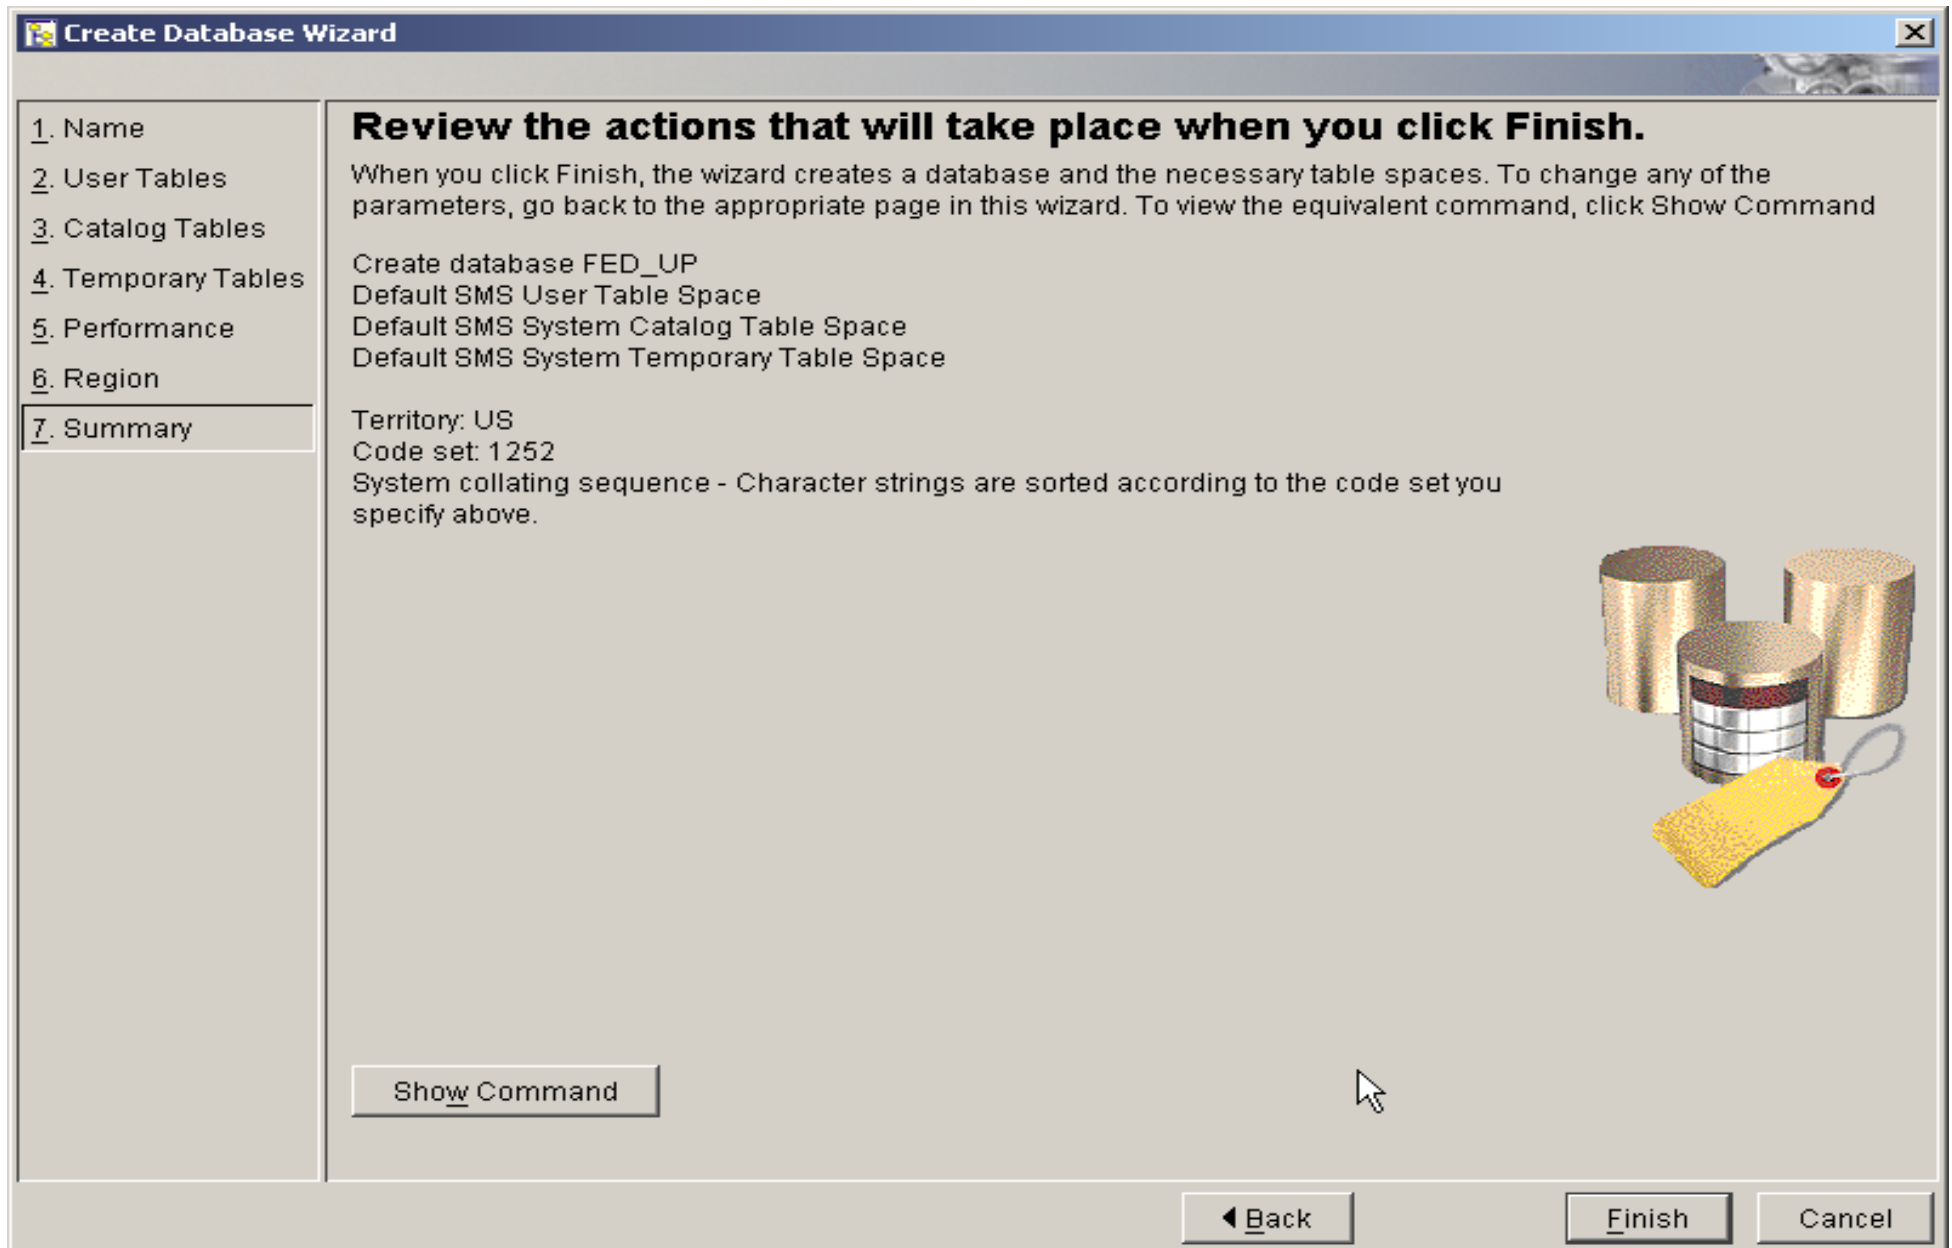 Create Database Wizard
1. Name
2. User Tables
3. Catalog Tables
4. Temporary Tables
5. Performance
6. Region
7. Summary
Review the actions that will take place when you click Finish.
When you click Finish, the wizard creates a database and the necessary table spaces. To change any of the
parameters, go back to the appropriate page in this wizard. To view the equivalent command, click Show Command
Create database FED_UP
Default SMS User Table Space
Default SMS System Catalog Table Space
Default SMS System Temporary Table Space
Territory: US
Code set: 1252
System collating sequence - Character strings are sorted according to the code set you
specify above.
Show Command
Back
Finish
Cancel